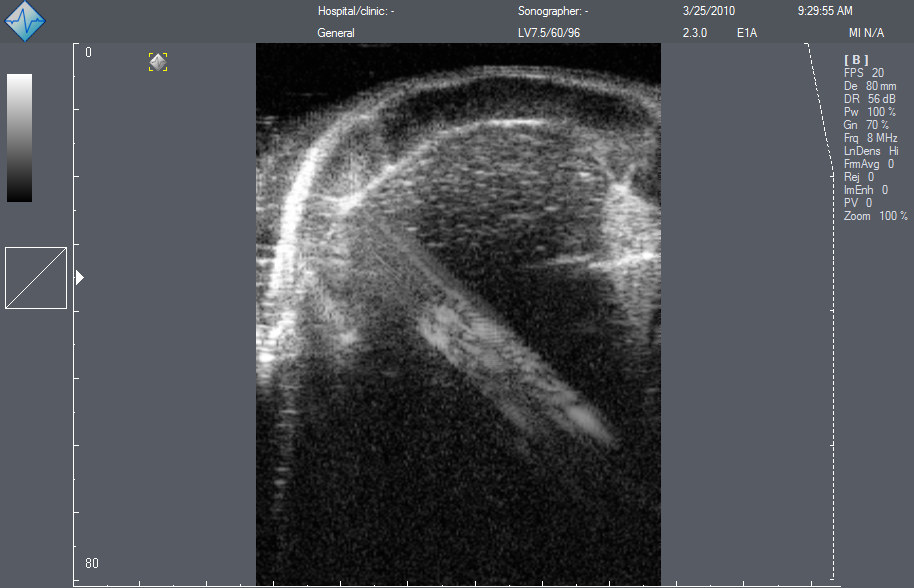 Hospital/clinic: - Sonographer: - 3/25/2010 9:29:55 AM
General LV7.5/60/96 2.3.0 E1A MI N/A
0
[ B ]
FPS 20
De 80 mm
DR 56 dB
Pw 100 %
Gn 70 %
Frq 8 MHz
LnDens Hi
FrmAvg 0
Rej 0
ImEnh 0
PV 0
Zoom 100 %
80